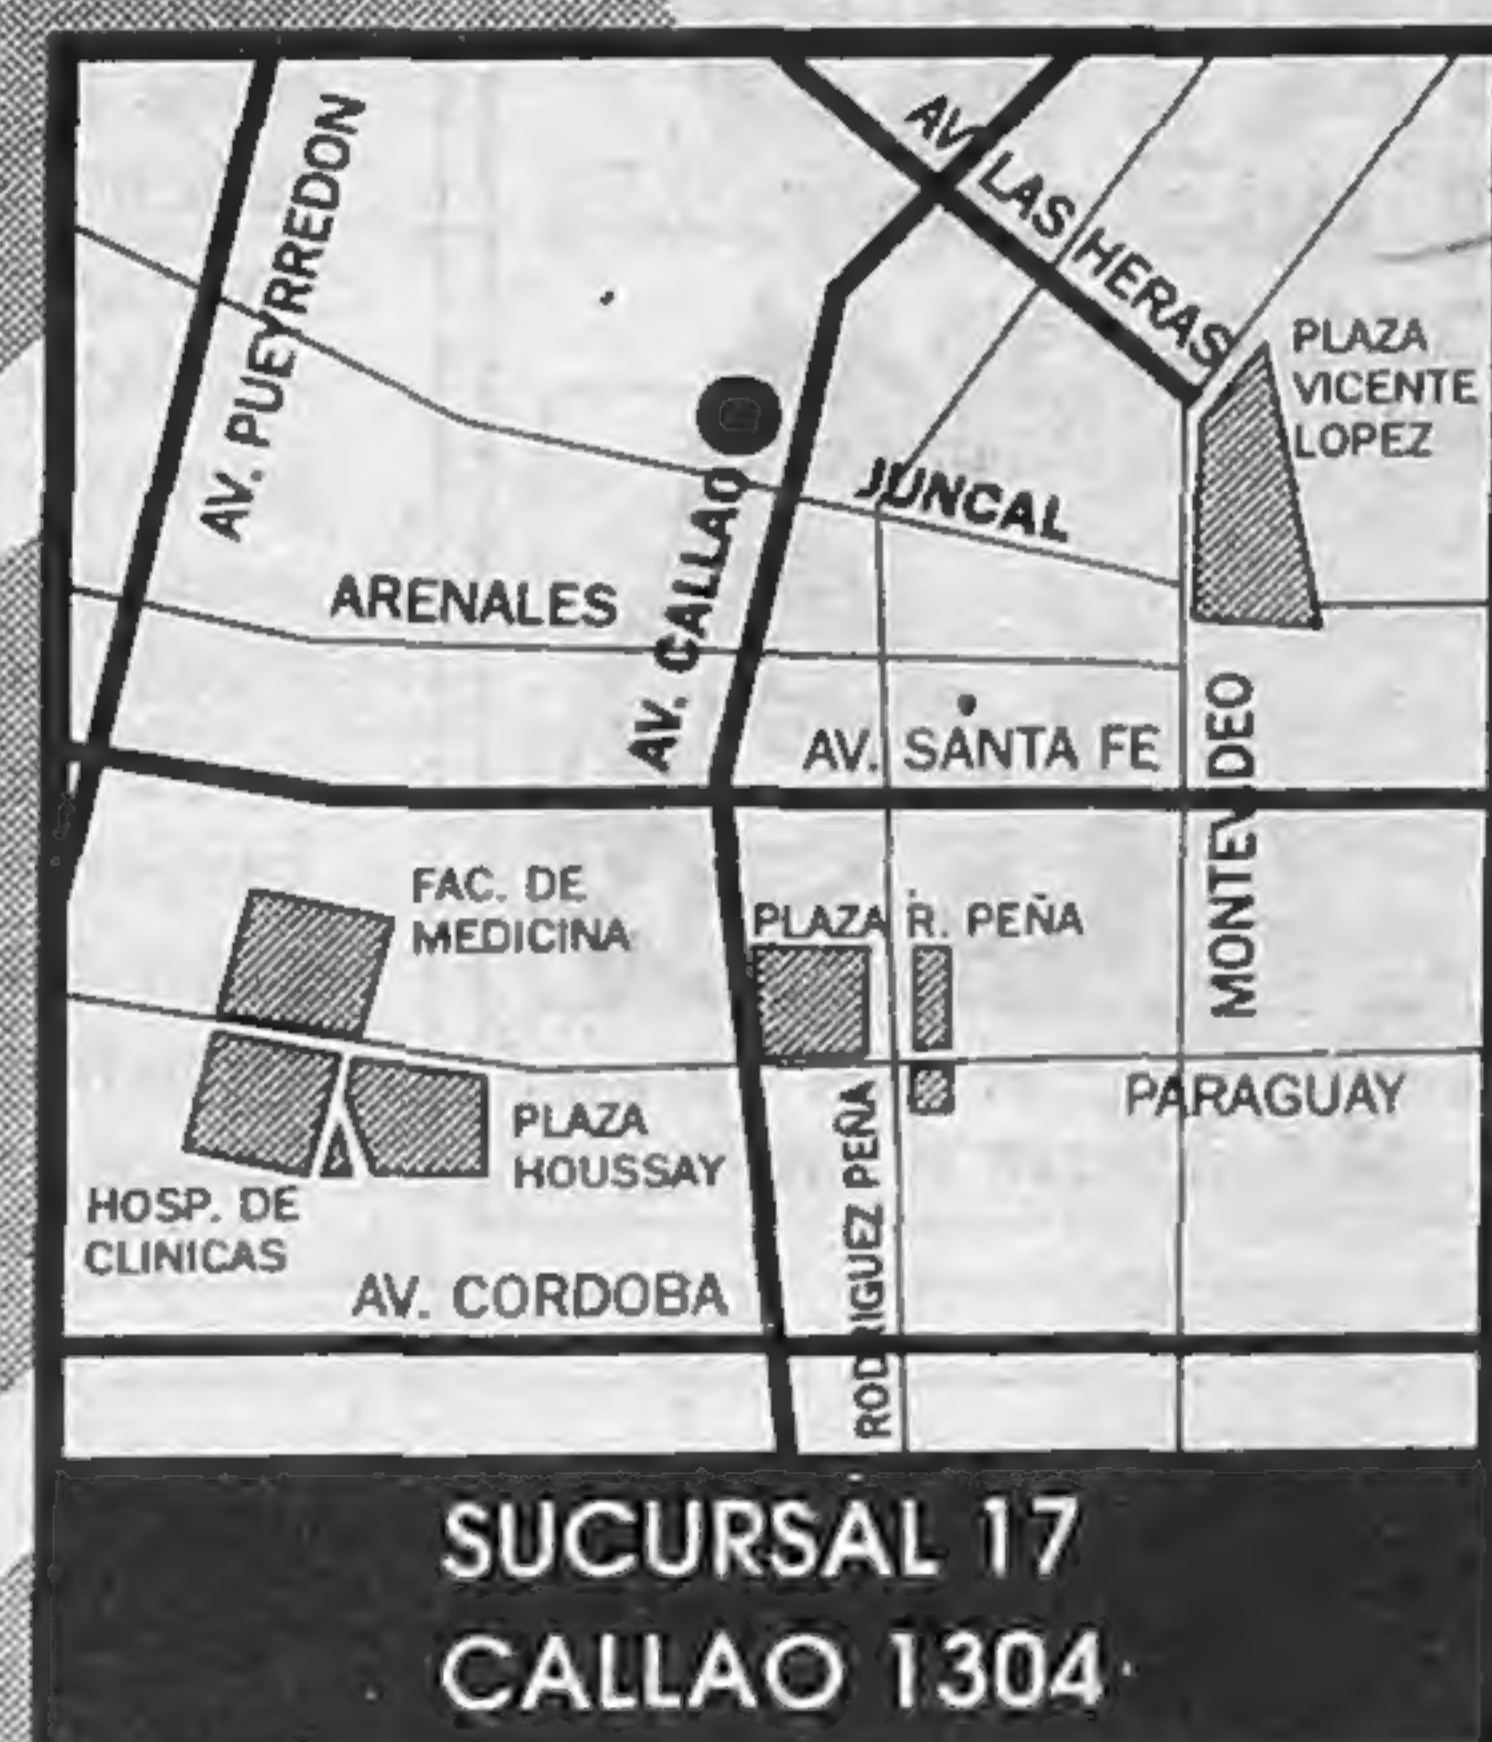 AV. PUEYRREDON
AV. LAS HERAS
PLAZA
VICENTE
LOPEZ
JUNCAL
ARENALES
AV. CALLAO
AV. SANTA FE
MONTEVIDEO
FAC. DE
MEDICINA
PLAZA R. PEÑA
PARAGUAY
PLAZA
HOUSSAY
RODRIGUEZ PEÑA
HOSP. DE
CLINICAS
AV. CORDOBA
SUCURSAL 17
CALLAO 1304